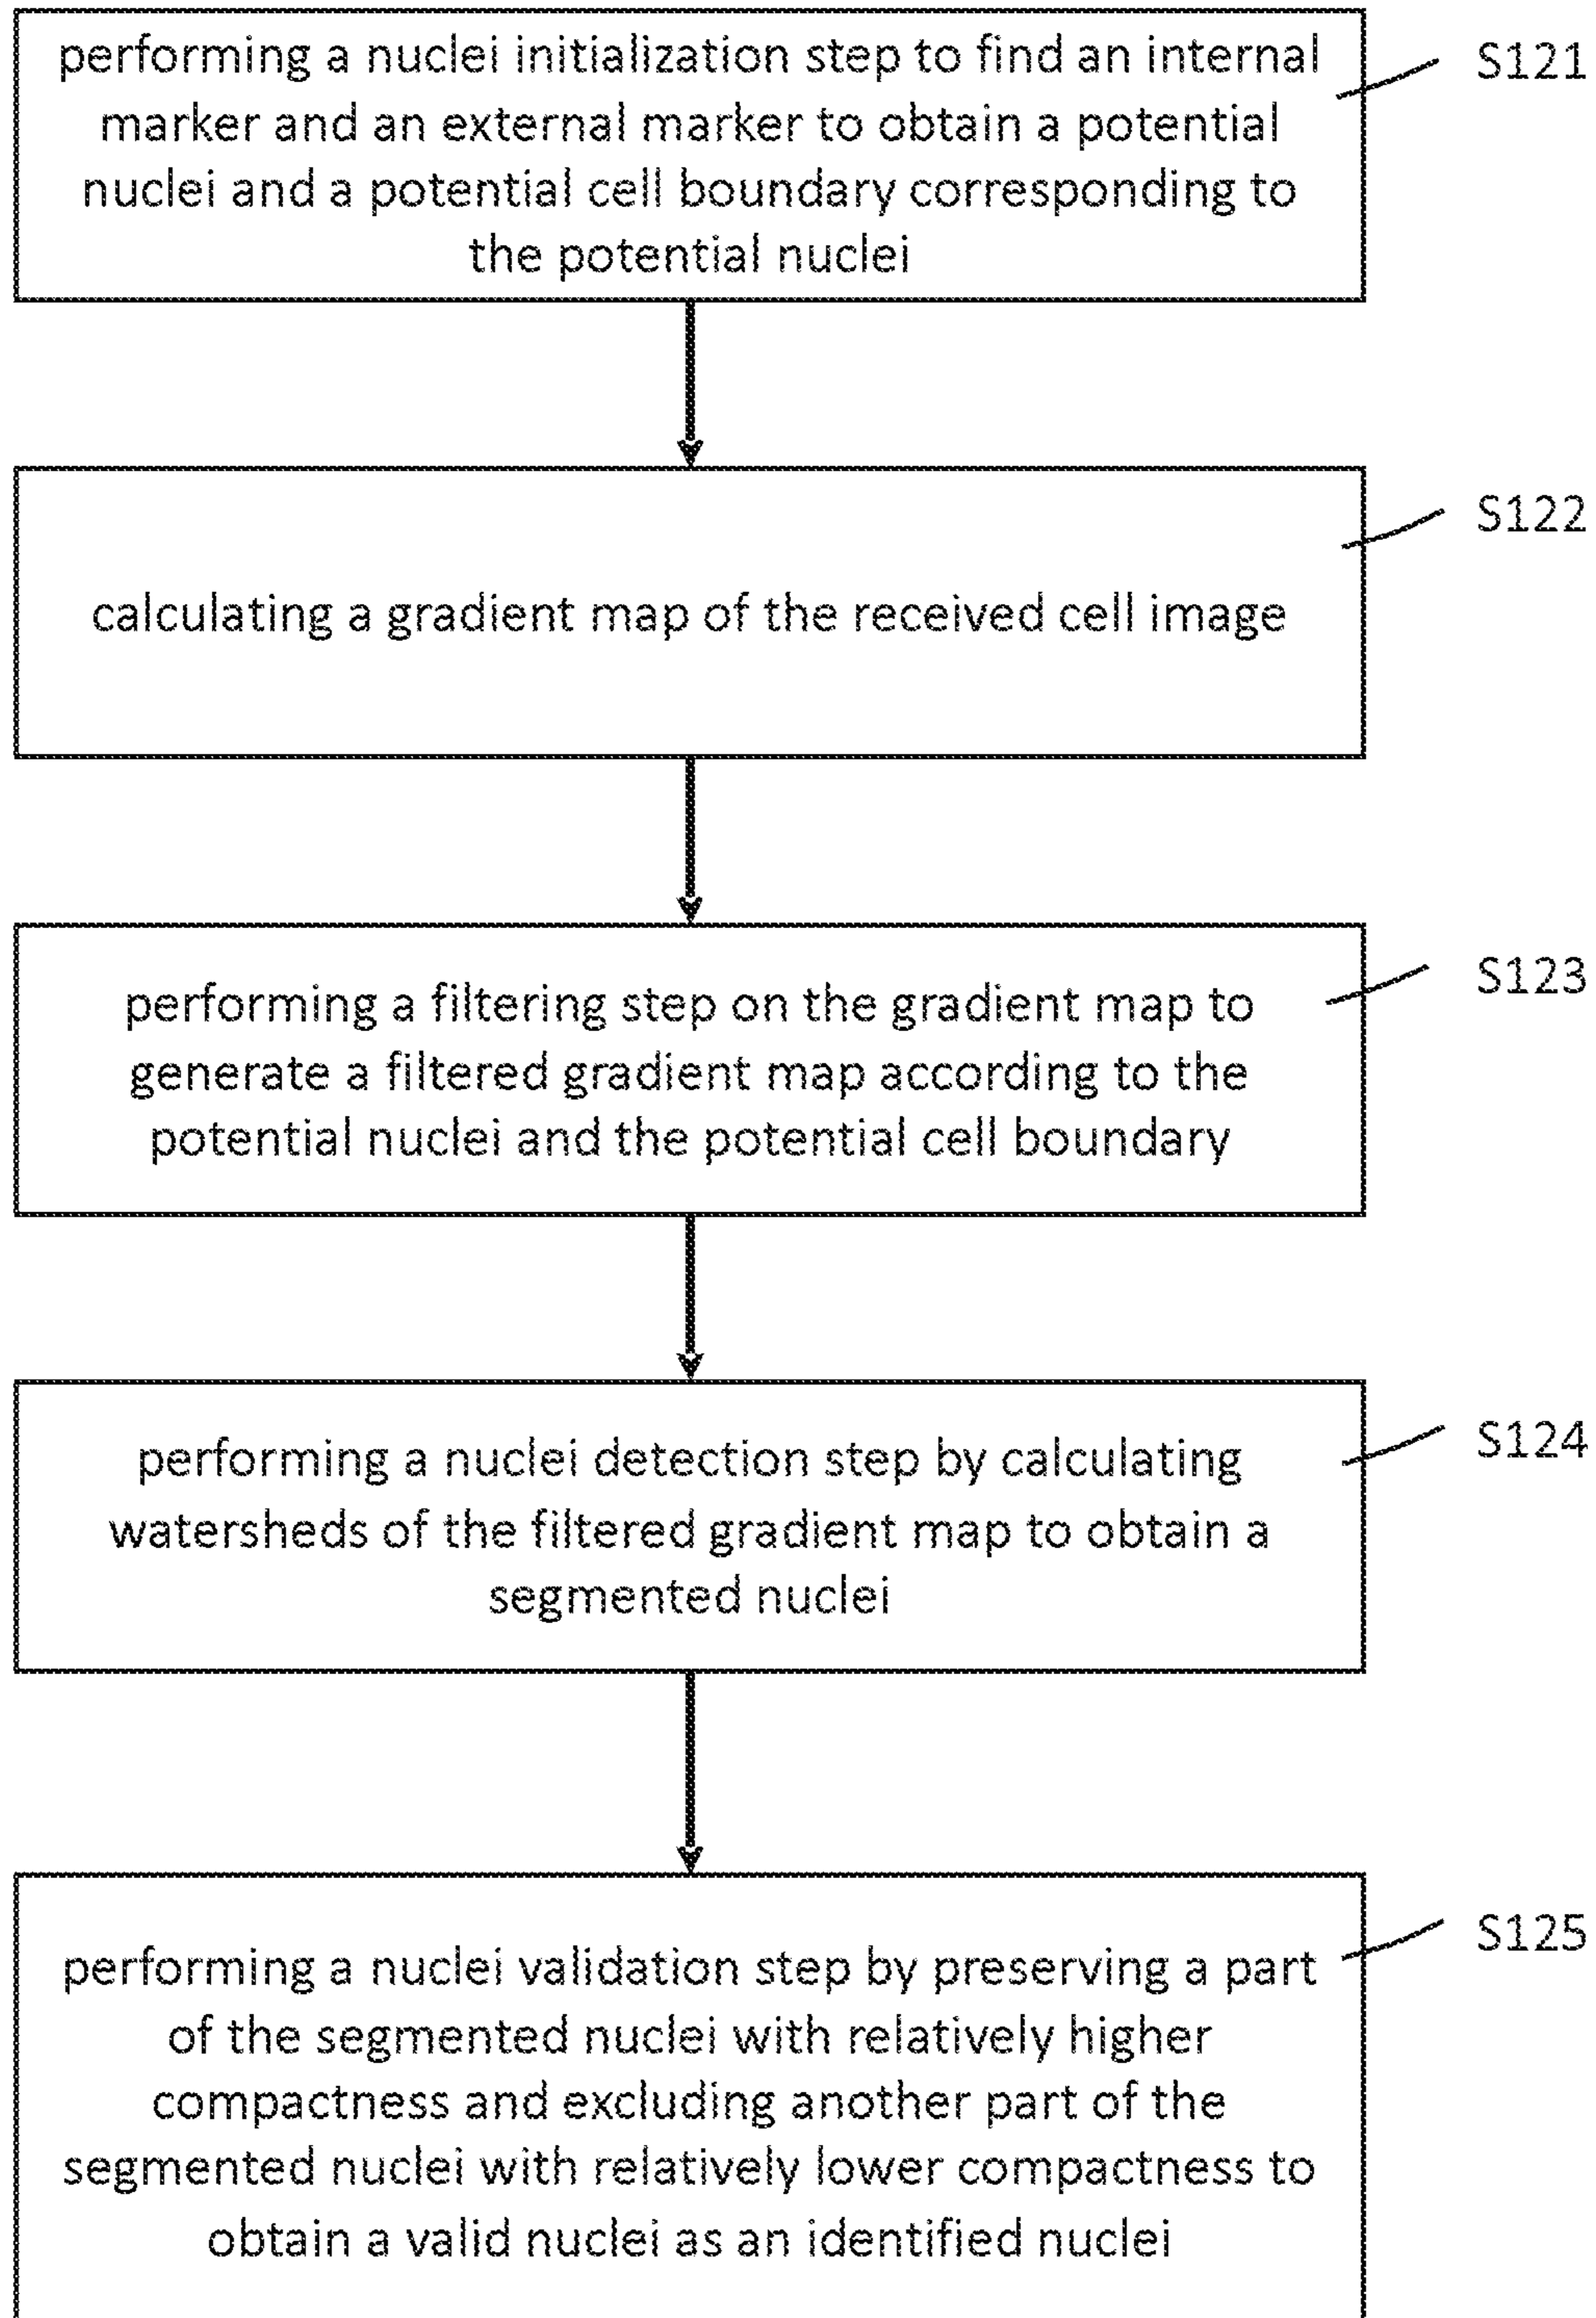 performing a nuclei initialization step to find an internal
marker and an external marker to obtain a potential
nuclei and a potential cell boundary corresponding to
the potential nuclei
S121
calculating a gradient map of the received cell image
S122
performing a filtering step on the gradient map to
generate a filtered gradient map according to the
potential nuclei and the potential cell boundary
S123
performing a nuclei detection step by calculating
watersheds of the filtered gradient map to obtain a
segmented nuclei
S124
performing a nuclei validation step by preserving a part
of the segmented nuclei with relatively higher
compactness and excluding another part of the
segmented nuclei with relatively lower compactness to
obtain a valid nuclei as an identified nuclei
S125